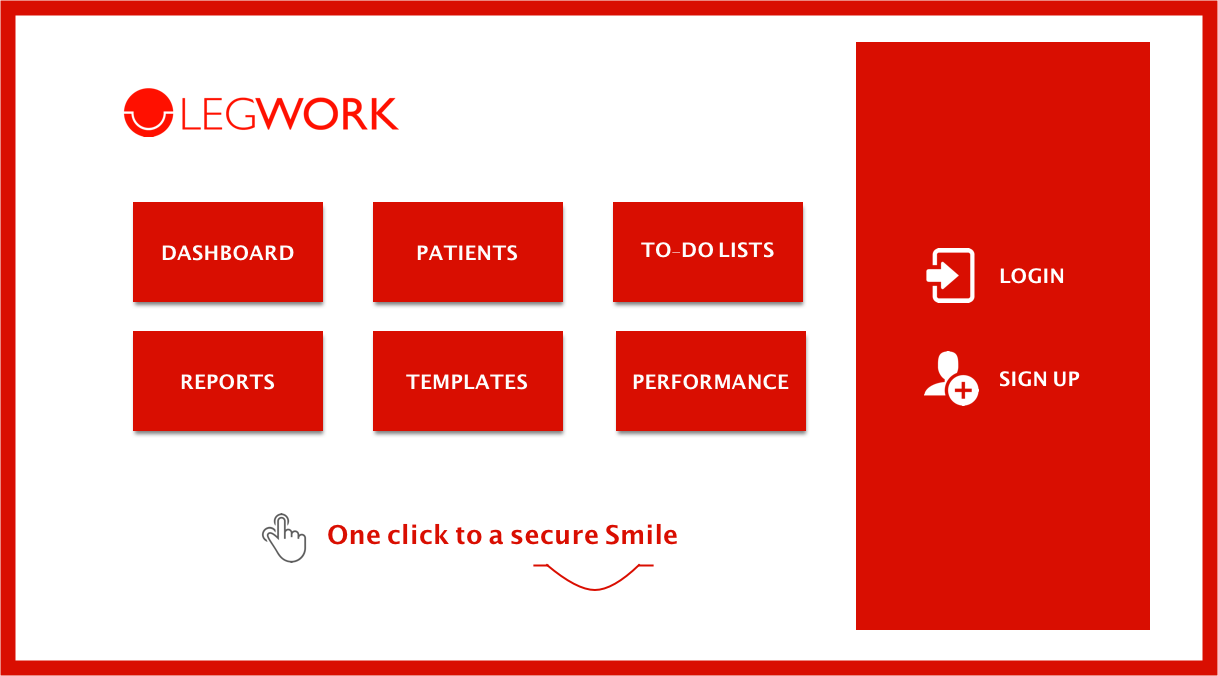 LEGWORK
DASHBOARD
PATIENTS
TO-DO LISTS
REPORTS
TEMPLATES
PERFORMANCE
One click to a secure Smile
LOGIN
SIGN UP